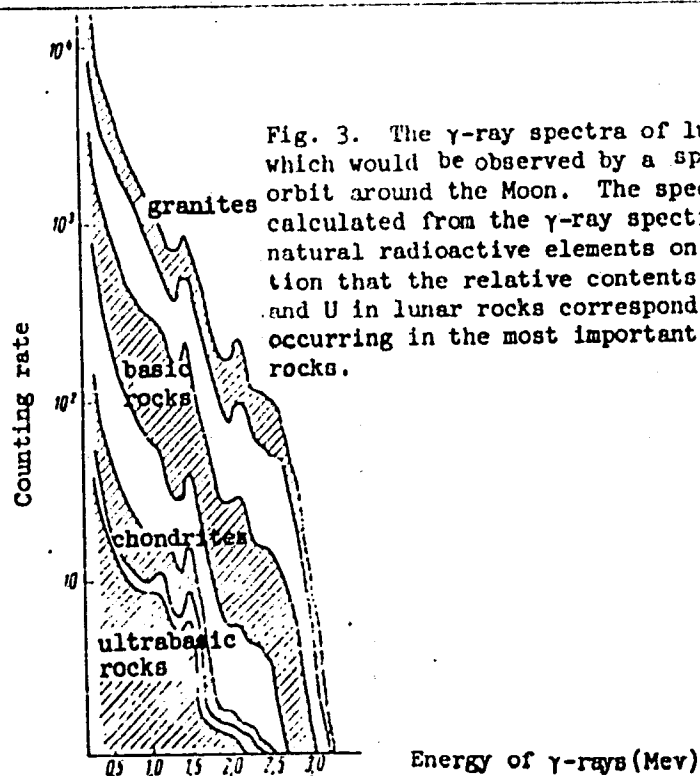 10⁴
Fig. 3. The γ-ray spectra of lu
which would be observed by a sp
orbit around the Moon. The spec
calculated from the γ-ray spectr
natural radioactive elements on
tion that the relative contents
and U in lunar rocks correspond
occurring in the most important
rocks.
granites
10³
basic
rocks
10²
Counting rate
chondrites
10
ultrabasic
rocks
0,5 1,0 1,5 2,0 2,5 3,0
Energy of γ-rays(Mev)